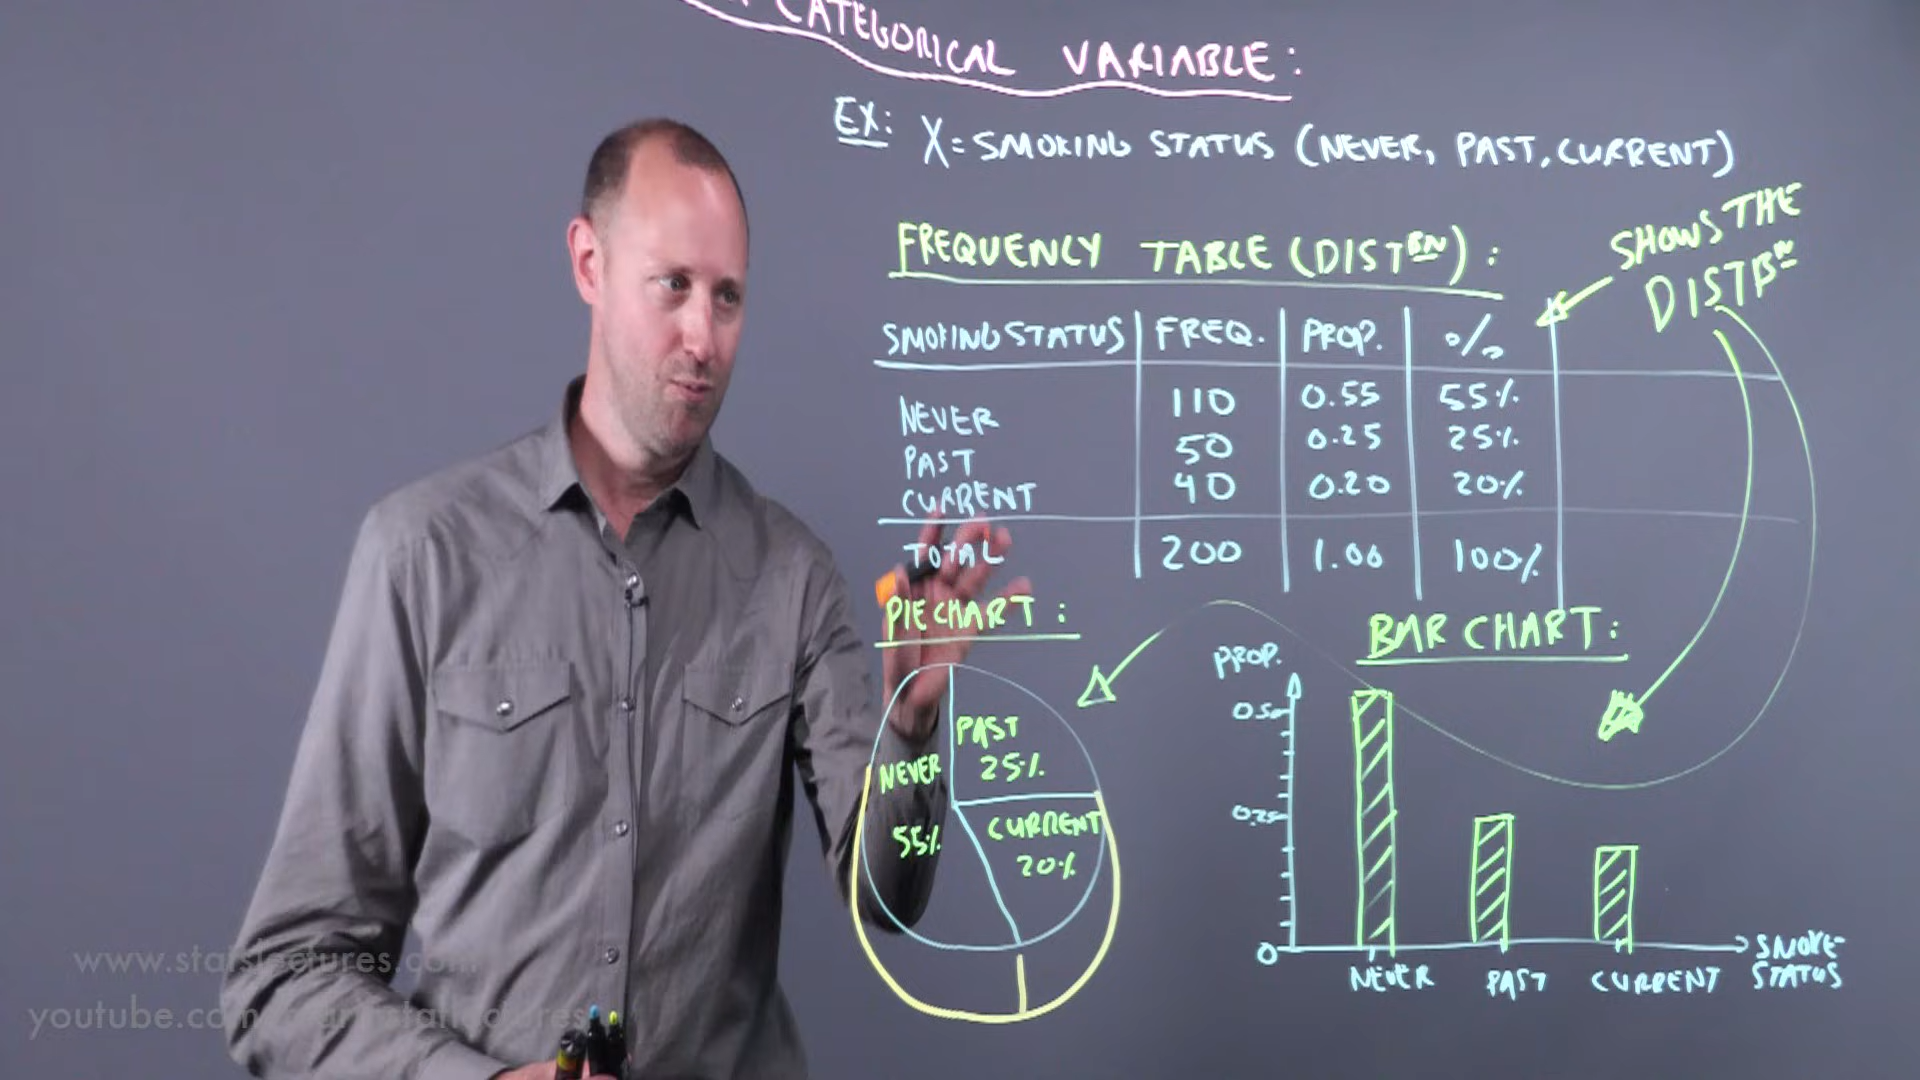 CATEGORICAL VARIABLE:
EX: X = SMOKING STATUS (NEVER, PAST, CURRENT)
SHOWS THE
DISTBN
FREQUENCY TABLE (DISTBN):
SMOKING STATUS FREQ. PROP. %
NEVER 110 0.55 55%
PAST 50 0.25 25%
CURRENT 40 0.20 20%
TOTAL 200 1.00 100%
PIE CHART:
PAST
25%
NEVER
55%
CURRENT
20%
BAR CHART:
PROP.
0.50
0.25
0
NEVER PAST CURRENT
SMOKE
STATUS
www.statslectures.com